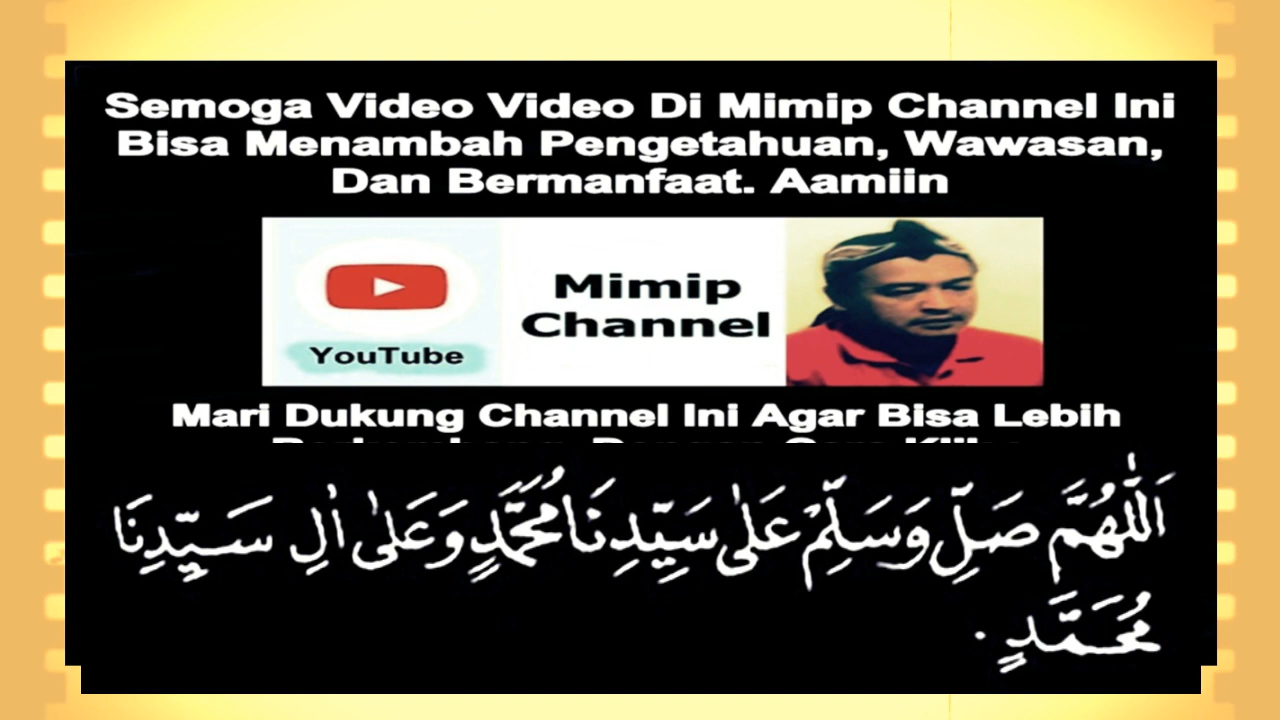 Semoga Video Video Di Mimip Channel Ini
Bisa Menambah Pengetahuan, Wawasan,
Dan Bermanfaat. Aamiin
YouTube
Mimip
Channel
Mari Dukung Channel Ini Agar Bisa Lebih
اَللّٰهُمَّ صَلِّ وَسَلِّمْ عَلٰى سَيِّدِنَا مُحَمَّدٍ وَعَلٰى اٰلِ سَيِّدِنَا
مُحَمَّدٍ.